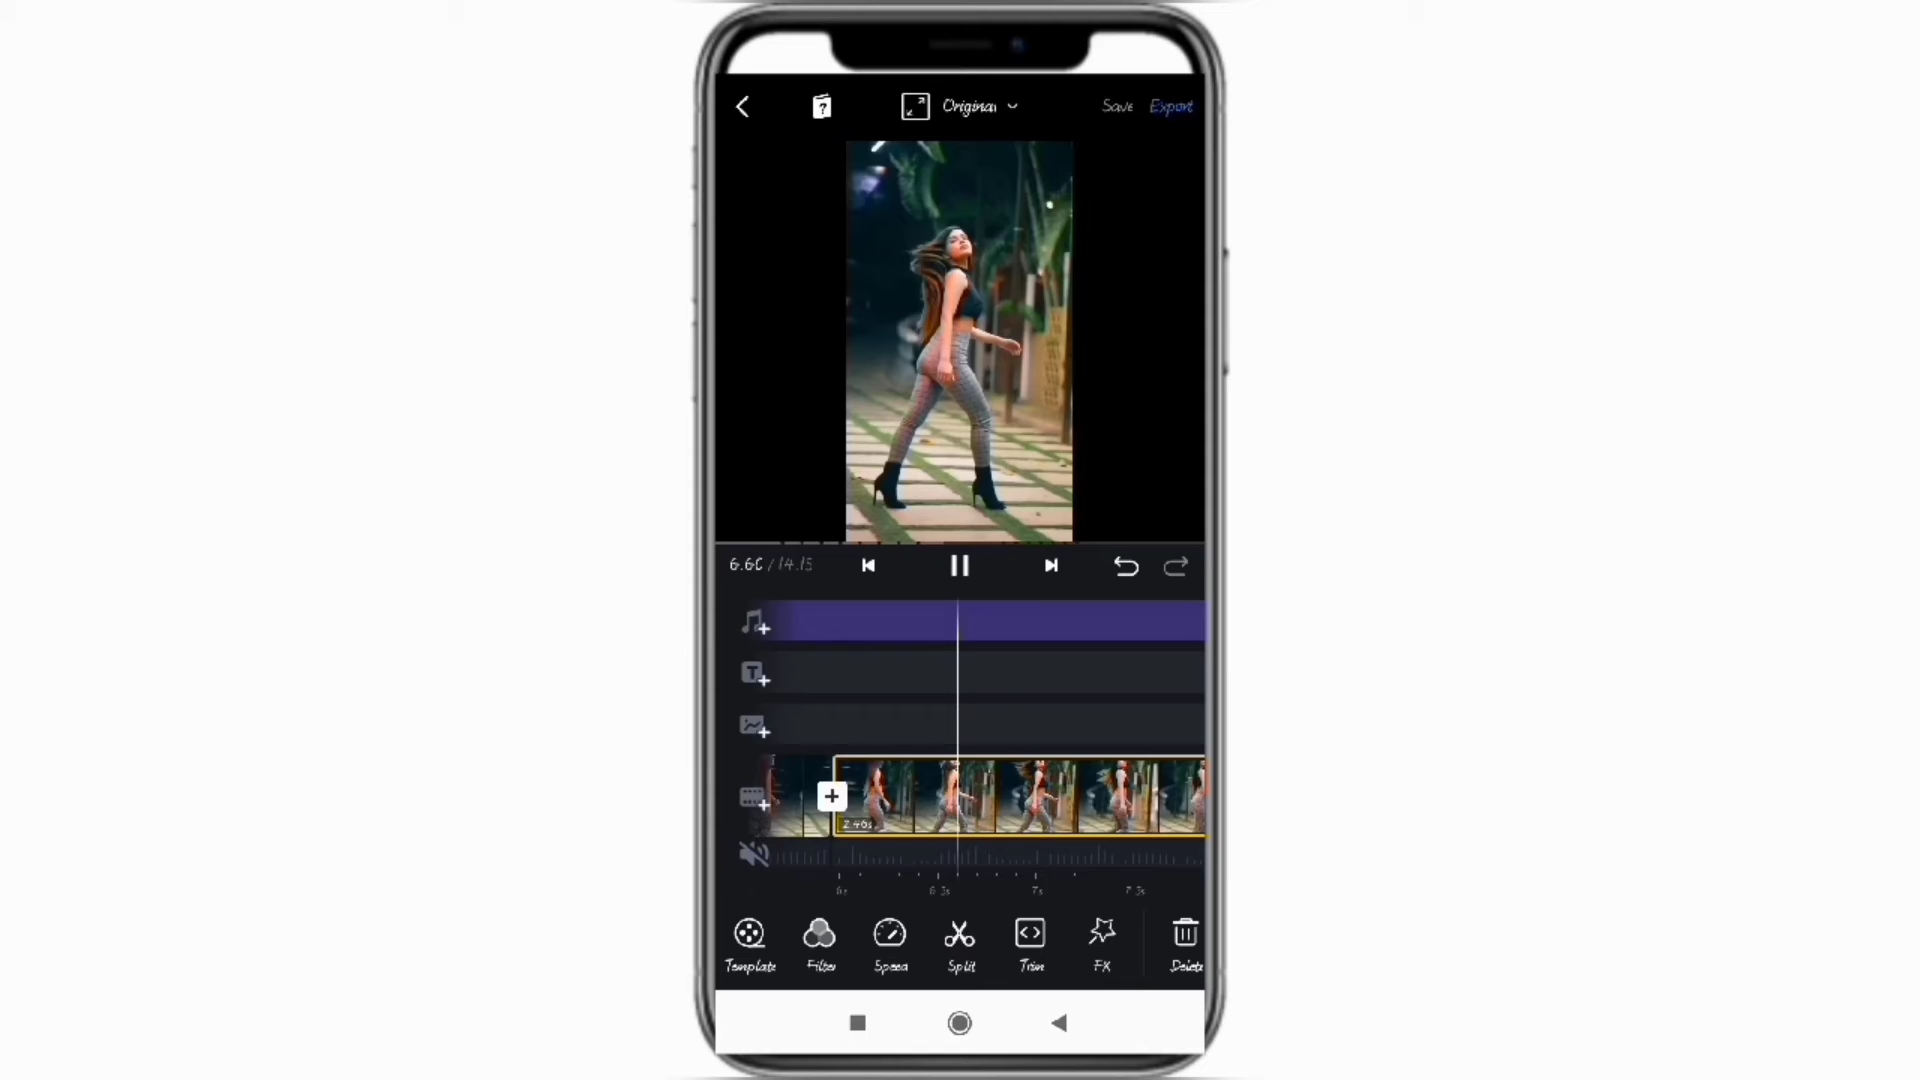 Original
Save
Export
6.60 / 14.15
2.46s
6s
6.3s
7s
7.3s
Template
Filter
Speed
Split
Trim
FX
Delete